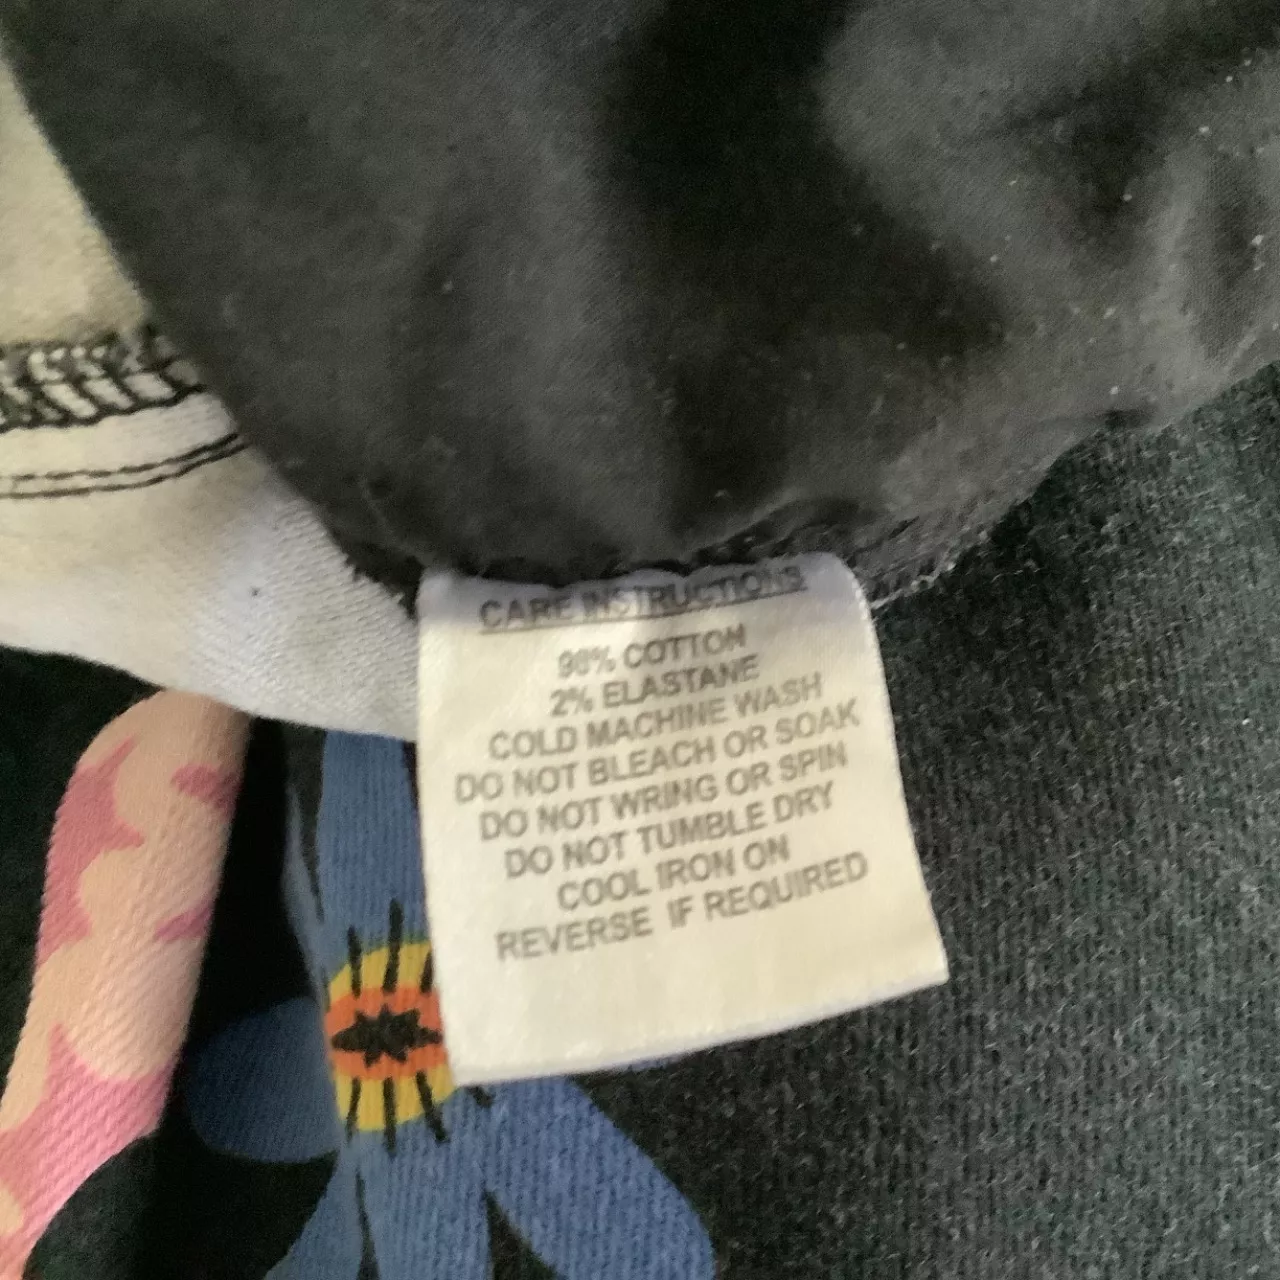 CARE INSTRUCTIONS
98% COTTON
2% ELASTANE
COLD MACHINE WASH
DO NOT BLEACH OR SOAK
DO NOT WRING OR SPIN
DO NOT TUMBLE DRY
COOL IRON ON
REVERSE IF REQUIRED